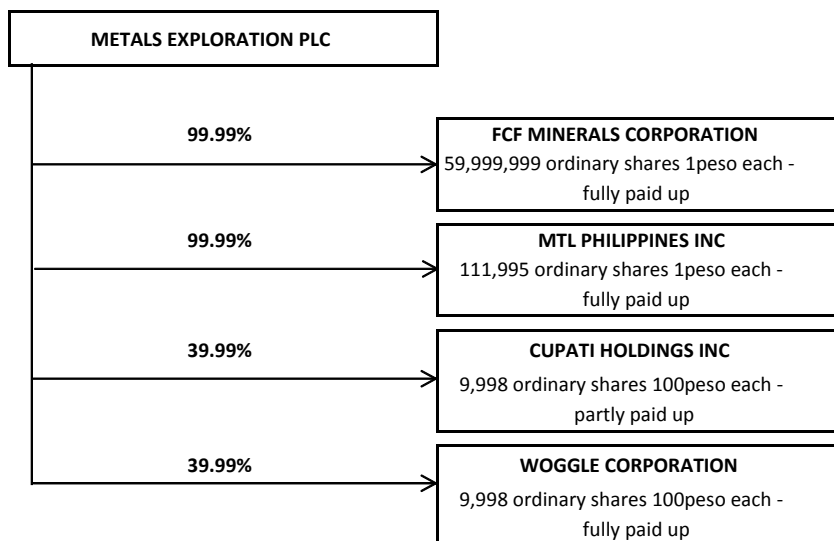 METALS EXPLORATION PLC
99.99%
FCF MINERALS CORPORATION
59,999,999 ordinary shares 1peso each -
fully paid up
99.99%
MTL PHILIPPINES INC
111,995 ordinary shares 1peso each -
fully paid up
39.99%
CUPATI HOLDINGS INC
9,998 ordinary shares 100peso each -
partly paid up
39.99%
WOGGLE CORPORATION
9,998 ordinary shares 100peso each -
fully paid up